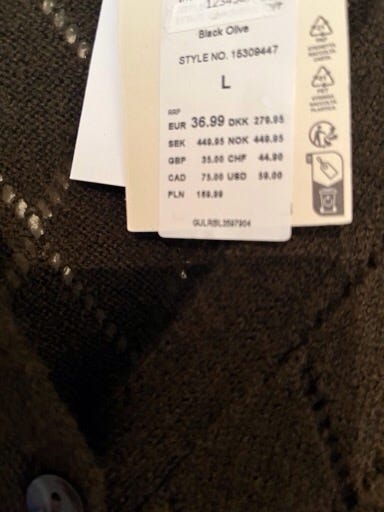 Black Olive
STYLE NO. 15309447
L
RRP
EUR 36.99 DKK 279.95
SEK 449.95 NOK 449.95
GBP 35.00 CHF 44.90
CAD 75.00 USD 59.00
PLN 169.99
GULRBL3597904